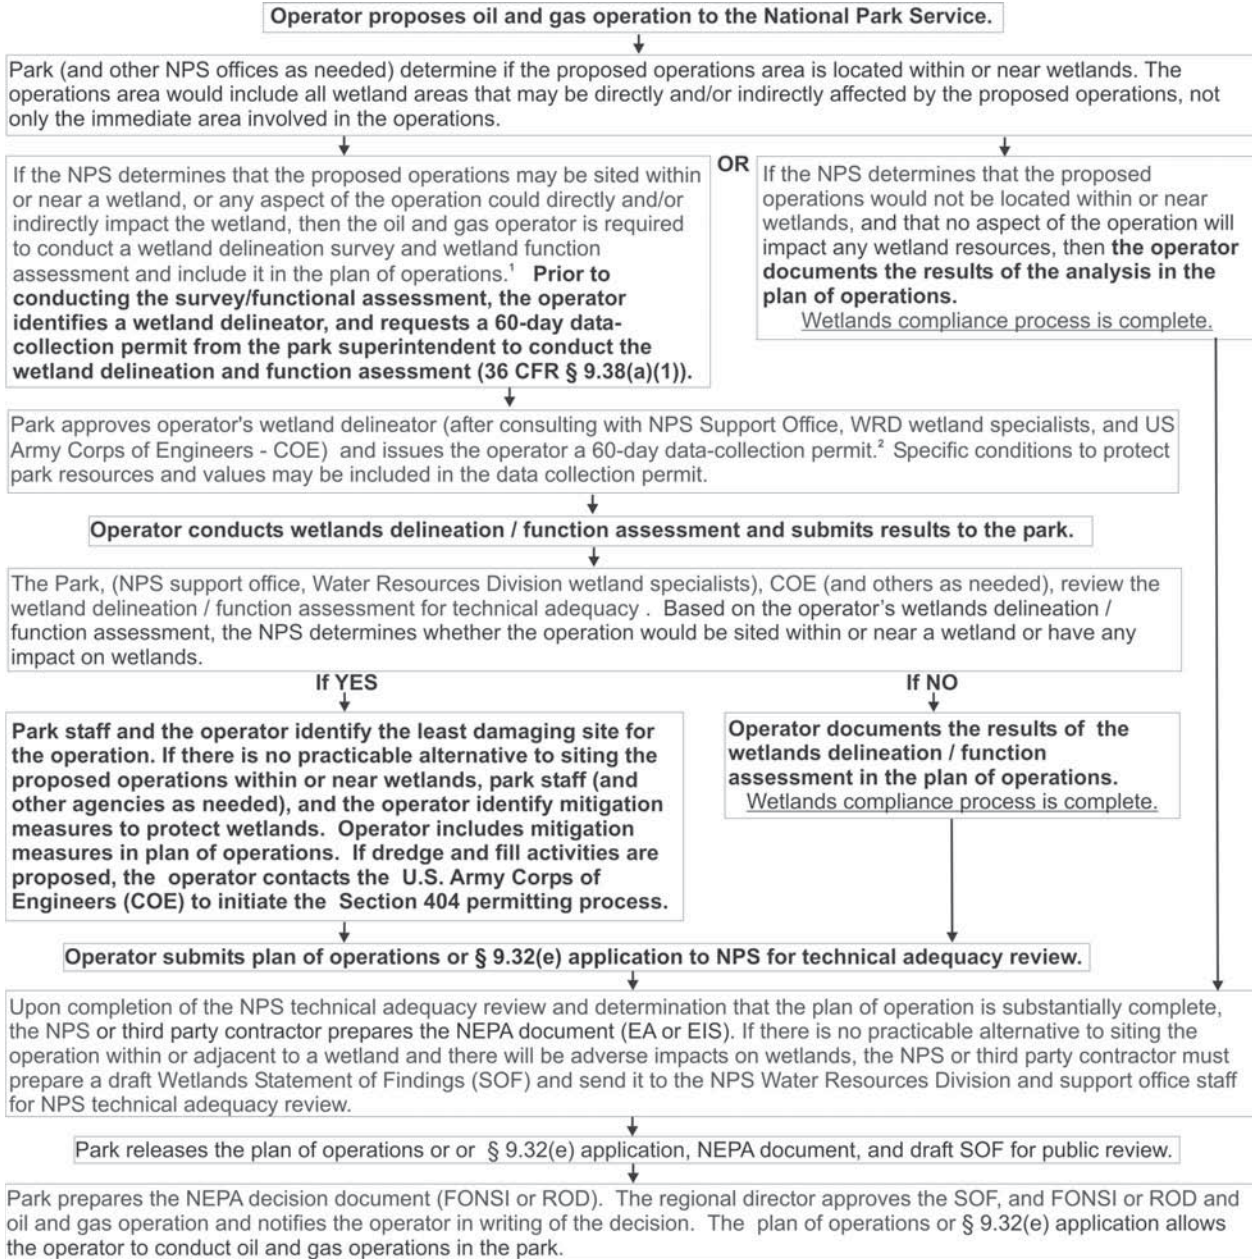 Operator proposes oil and gas operation to the National Park Service.
Park (and other NPS offices as needed) determine if the proposed operations area is located within or near wetlands. The
operations area would include all wetland areas that may be directly and/or indirectly affected by the proposed operations, not
only the immediate area involved in the operations.
If the NPS determines that the proposed operations may be sited within
or near a wetland, or any aspect of the operation could directly and/or
indirectly impact the wetland, then the oil and gas operator is required
to conduct a wetland delineation survey and wetland function
assessment and include it in the plan of operations.¹ Prior to
conducting the survey/functional assessment, the operator
identifies a wetland delineator, and requests a 60-day data-
collection permit from the park superintendent to conduct the
wetland delineation and function asessment (36 CFR § 9.38(a)(1)).
OR
If the NPS determines that the proposed
operations would not be located within or near
wetlands, and that no aspect of the operation will
impact any wetland resources, then the operator
documents the results of the analysis in the
plan of operations.
Wetlands compliance process is complete.
Park approves operator's wetland delineator (after consulting with NPS Support Office, WRD wetland specialists, and US
Army Corps of Engineers - COE) and issues the operator a 60-day data-collection permit.² Specific conditions to protect
park resources and values may be included in the data collection permit.
Operator conducts wetlands delineation / function assessment and submits results to the park.
The Park, (NPS support office, Water Resources Division wetland specialists), COE (and others as needed), review the
wetland delineation / function assessment for technical adequacy . Based on the operator's wetlands delineation /
function assessment, the NPS determines whether the operation would be sited within or near a wetland or have any
impact on wetlands.
If YES
Park staff and the operator identify the least damaging site for
the operation. If there is no practicable alternative to siting the
proposed operations within or near wetlands, park staff (and
other agencies as needed), and the operator identify mitigation
measures to protect wetlands. Operator includes mitigation
measures in plan of operations. If dredge and fill activities are
proposed, the operator contacts the U.S. Army Corps of
Engineers (COE) to initiate the Section 404 permitting process.
If NO
Operator documents the results of the
wetlands delineation / function
assessment in the plan of operations.
Wetlands compliance process is complete.
Operator submits plan of operations or § 9.32(e) application to NPS for technical adequacy review.
Upon completion of the NPS technical adequacy review and determination that the plan of operation is substantially complete,
the NPS or third party contractor prepares the NEPA document (EA or EIS). If there is no practicable alternative to siting the
operation within or adjacent to a wetland and there will be adverse impacts on wetlands, the NPS or third party contractor must
prepare a draft Wetlands Statement of Findings (SOF) and send it to the NPS Water Resources Division and support office staff
for NPS technical adequacy review.
Park releases the plan of operations or or § 9.32(e) application, NEPA document, and draft SOF for public review.
Park prepares the NEPA decision document (FONSI or ROD). The regional director approves the SOF, and FONSI or ROD and
oil and gas operation and notifies the operator in writing of the decision. The plan of operations or § 9.32(e) application allows
the operator to conduct oil and gas operations in the park.